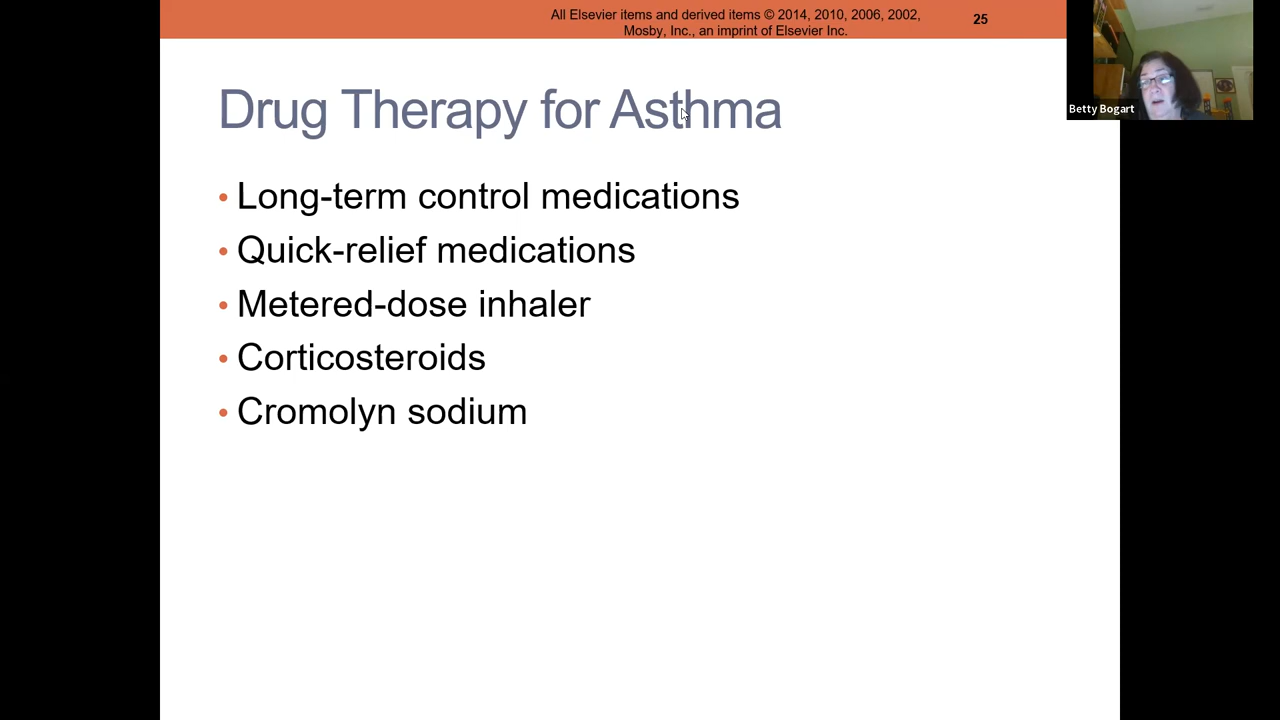 All Elsevier items and derived items © 2014, 2010, 2006, 2002,
Mosby, Inc., an imprint of Elsevier Inc.
25
Betty Bogart
Drug Therapy for Asthma
• Long-term control medications
• Quick-relief medications
• Metered-dose inhaler
• Corticosteroids
• Cromolyn sodium